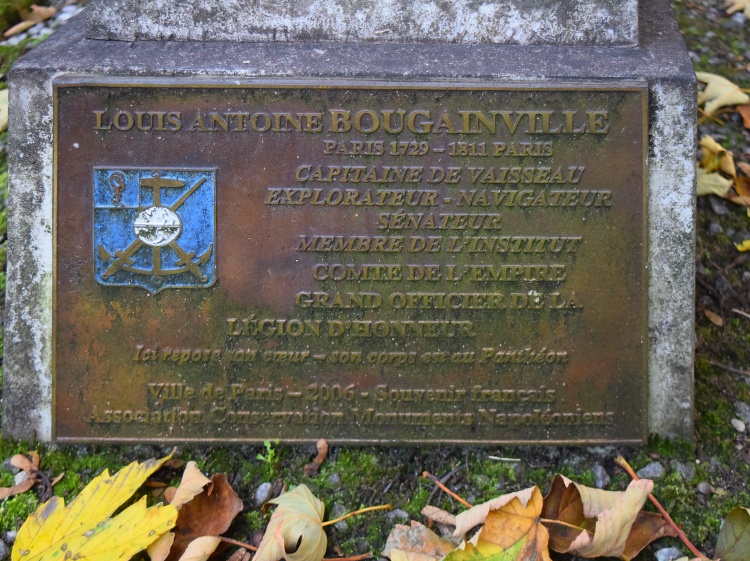 LOUIS ANTOINE BOUGAINVILLE
PARIS 1729 – 1811 PARIS
CAPITAINE DE VAISSEAU
EXPLORATEUR - NAVIGATEUR
SÉNATEUR
MEMBRE DE L'INSTITUT
COMTE DE L'EMPIRE
GRAND OFFICIER DE LA
LÉGION D'HONNEUR
Ici repose son cœur – son corps est au Panthéon
Ville de Paris – 2006 - Souvenir français
Association Conservation Monuments Napoléoniens